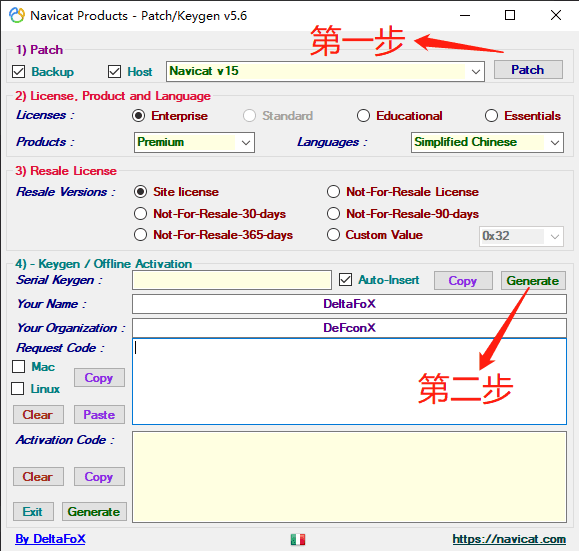 Navicat Products - Patch/Keygen v5.6
第一步
1) Patch
Backup Host Navicat v15 Patch
2) License, Product and Language
Licenses : Enterprise Standard Educational Essentials
Products : Premium Languages : Simplified Chinese
3) Resale License
Resale Versions : Site license Not-For-Resale License
Not-For-Resale-30-days Not-For-Resale-90-days
Not-For-Resale-365-days Custom Value 0x32
4) - Keygen / Offline Activation
Serial Keygen : Auto-Insert Copy Generate
Your Name : DeltaFoX
Your Organization : DeFconX
Request Code :
Mac
Linux
Copy
第二步
Clear Paste
Activation Code :
Clear Copy
Exit Generate
By DeltaFoX https://navicat.com